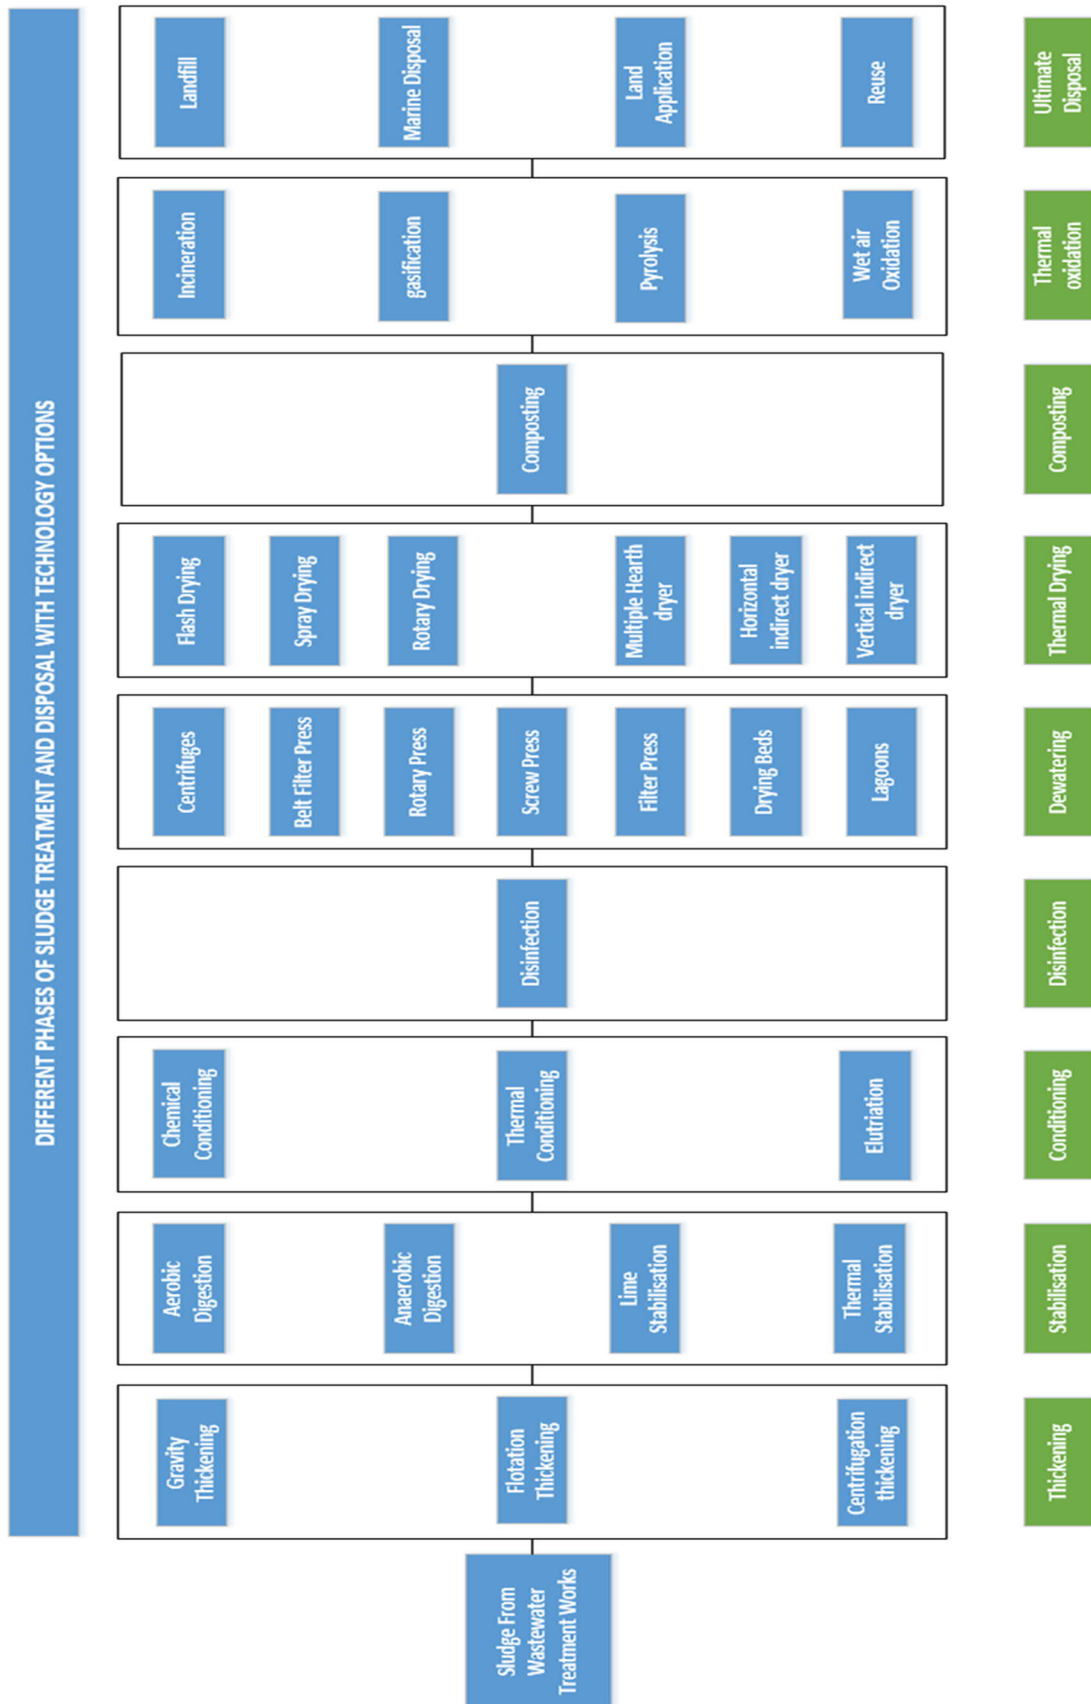 DIFFERENT PHASES OF SLUDGE TREATMENT AND DISPOSAL WITH TECHNOLOGY OPTIONS
Sludge From
Wastewater
Treatment Works
Gravity
Thickening
Flotation
Thickening
Centrifugation
thickening
Aerobic
Digestion
Anaerobic
Digestion
Lime
Stabilisation
Thermal
Stabilisation
Chemical
Conditioning
Thermal
Conditioning
Elutriation
Disinfection
Centrifuges
Belt Filter Press
Rotary Press
Screw Press
Filter Press
Drying Beds
Lagoons
Flash Drying
Spray Drying
Rotary Drying
Multiple Hearth
dryer
Horizontal
indirect dryer
Vertical indirect
dryer
Composting
Incineration
gasification
Pyrolysis
Wet air
Oxidation
Landfill
Marine Disposal
Land
Application
Reuse
Thickening
Stabilisation
Conditioning
Disinfection
Dewatering
Thermal Drying
Composting
Thermal
oxidation
Ultimate
Disposal